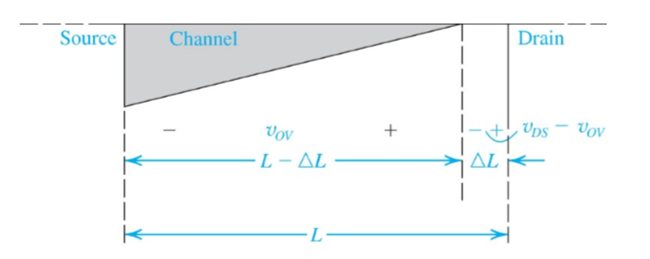 Source Channel Drain
− v_OV + − + v_DS − v_OV
L − ΔL ΔL
L